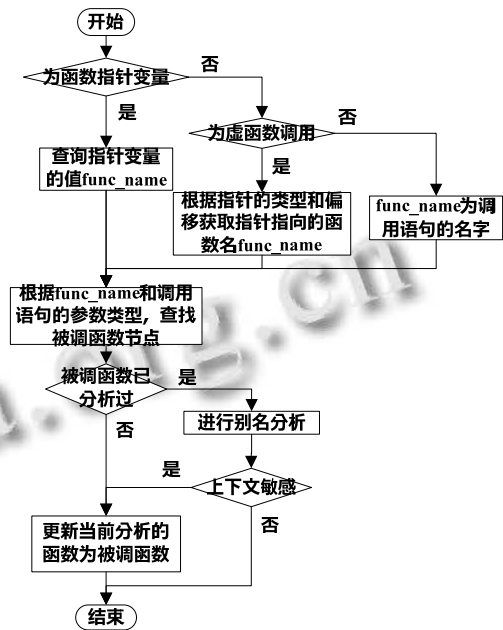 开始
为函数指针变量
否
是
为虚函数调用
否
是
查询指针变量
的值func_name
根据指针的类型和偏
移获取指针指向的函
数名func_name
func_name为调
用语句的名字
根据func_name和调用
语句的参数类型，查找
被调函数节点
被调函数已
分析过
是
否
进行别名分析
是
上下文敏感
否
更新当前分析的
函数为被调函数
结束